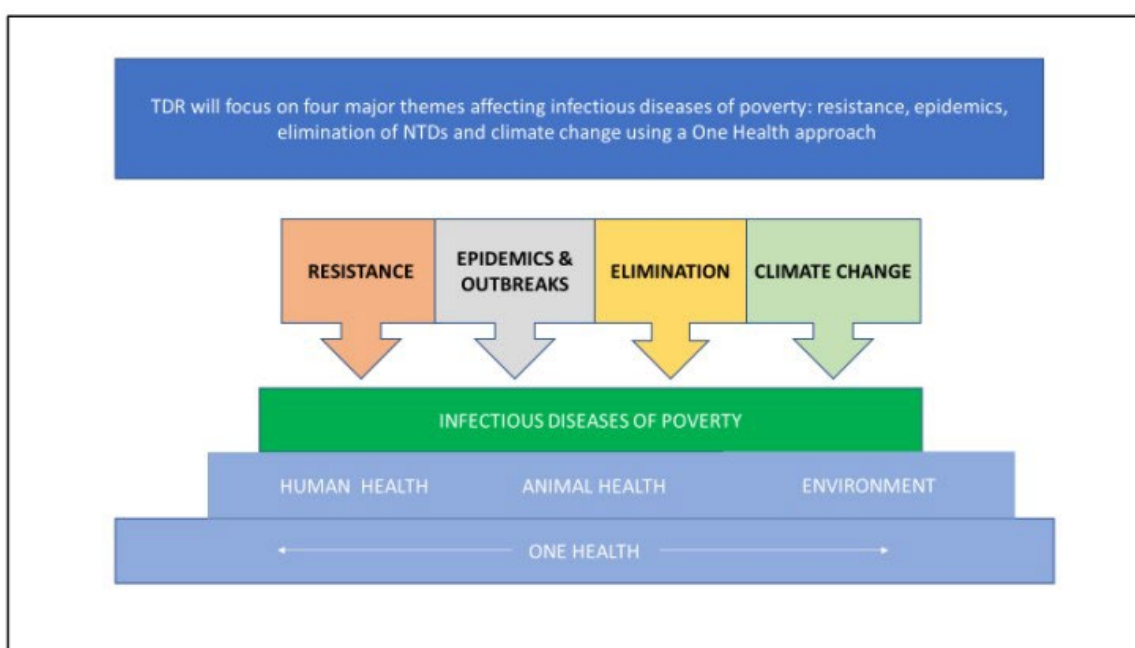 TDR will focus on four major themes affecting infectious diseases of poverty: resistance, epidemics,
elimination of NTDs and climate change using a One Health approach
RESISTANCE
EPIDEMICS &
OUTBREAKS
ELIMINATION
CLIMATE CHANGE
INFECTIOUS DISEASES OF POVERTY
HUMAN HEALTH
ANIMAL HEALTH
ENVIRONMENT
ONE HEALTH